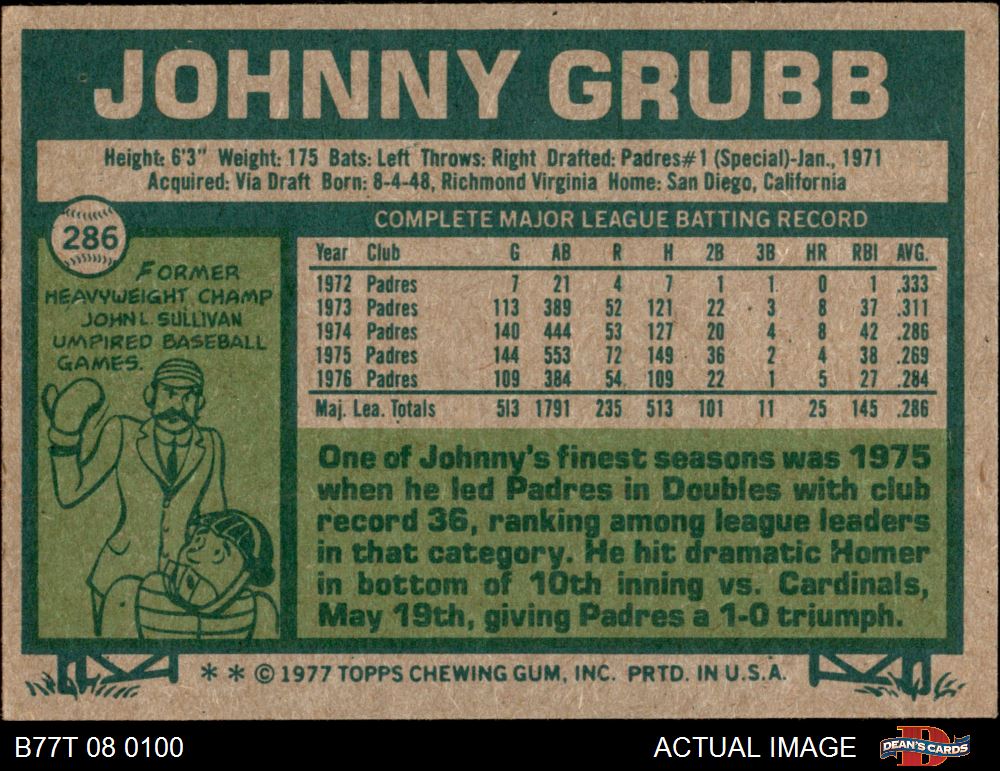 JOHNNY GRUBB
Height: 6'3" Weight: 175 Bats: Left Throws: Right Drafted: Padres#1 (Special)-Jan., 1971
Acquired: Via Draft Born: 8-4-48, Richmond Virginia Home: San Diego, California
286
FORMER
HEAVYWEIGHT CHAMP
JOHN L. SULLIVAN
UMPIRED BASEBALL
GAMES.
COMPLETE MAJOR LEAGUE BATTING RECORD
Year Club G AB R H 2B 3B HR RBI AVG.
1972 Padres 7 21 4 7 1 1 0 1 .333
1973 Padres 113 389 52 121 22 3 8 37 .311
1974 Padres 140 444 53 127 20 4 8 42 .286
1975 Padres 144 553 72 149 36 2 4 38 .269
1976 Padres 109 384 54 109 22 1 5 27 .284
Maj. Lea. Totals 513 1791 235 513 101 11 25 145 .286
One of Johnny's finest seasons was 1975
when he led Padres in Doubles with club
record 36, ranking among league leaders
in that category. He hit dramatic Homer
in bottom of 10th inning vs. Cardinals,
May 19th, giving Padres a 1-0 triumph.
* * © 1977 TOPPS CHEWING GUM, INC. PRTD. IN U.S.A.
B77T 08 0100
ACTUAL IMAGE
DEAN'S CARDS